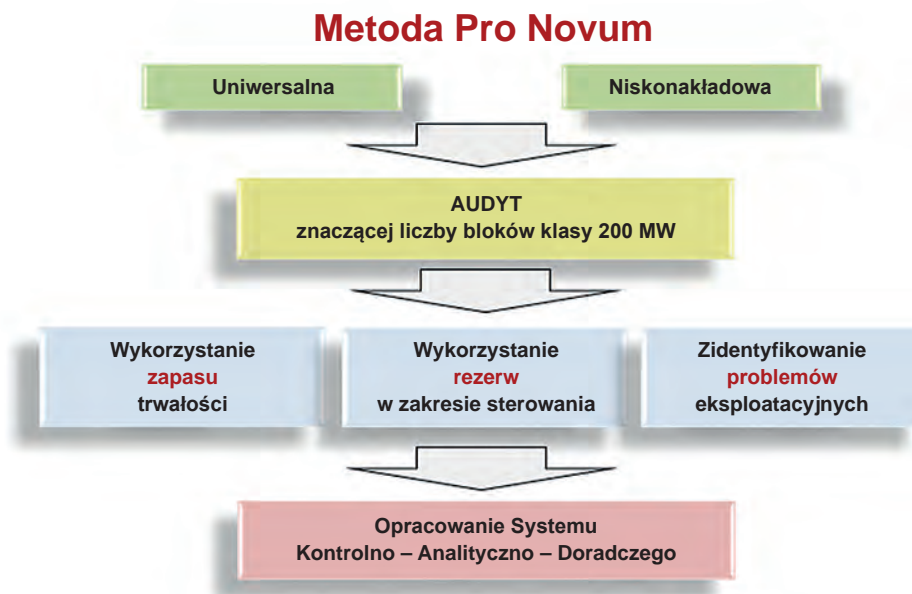 Metoda Pro Novum
Uniwersalna
Niskonakładowa
AUDYT
znaczącej liczby bloków klasy 200 MW
Wykorzystanie
zapasu
trwałości
Wykorzystanie
rezerw
w zakresie sterowania
Zidentyfikowanie
problemów
eksploatacyjnych
Opracowanie Systemu
Kontrolno – Analityczno – Doradczego